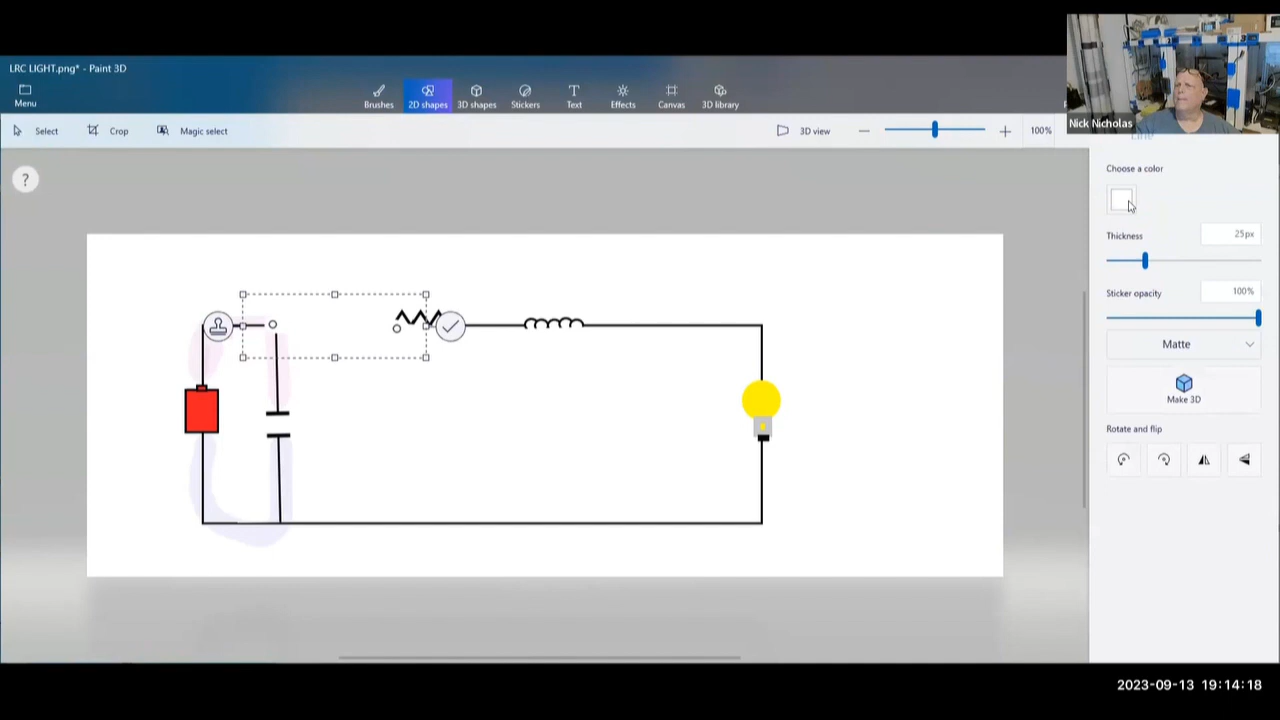 LRC LIGHT.png* - Paint 3D
Menu
Brushes
2D shapes
3D shapes
Stickers
Text
Effects
Canvas
3D library
Nick Nicholas
Select
Crop
Magic select
3D view
100%
Line
?
Choose a color
Thickness
25px
Sticker opacity
100%
Matte
Make 3D
Rotate and flip
2023-09-13 19:14:18